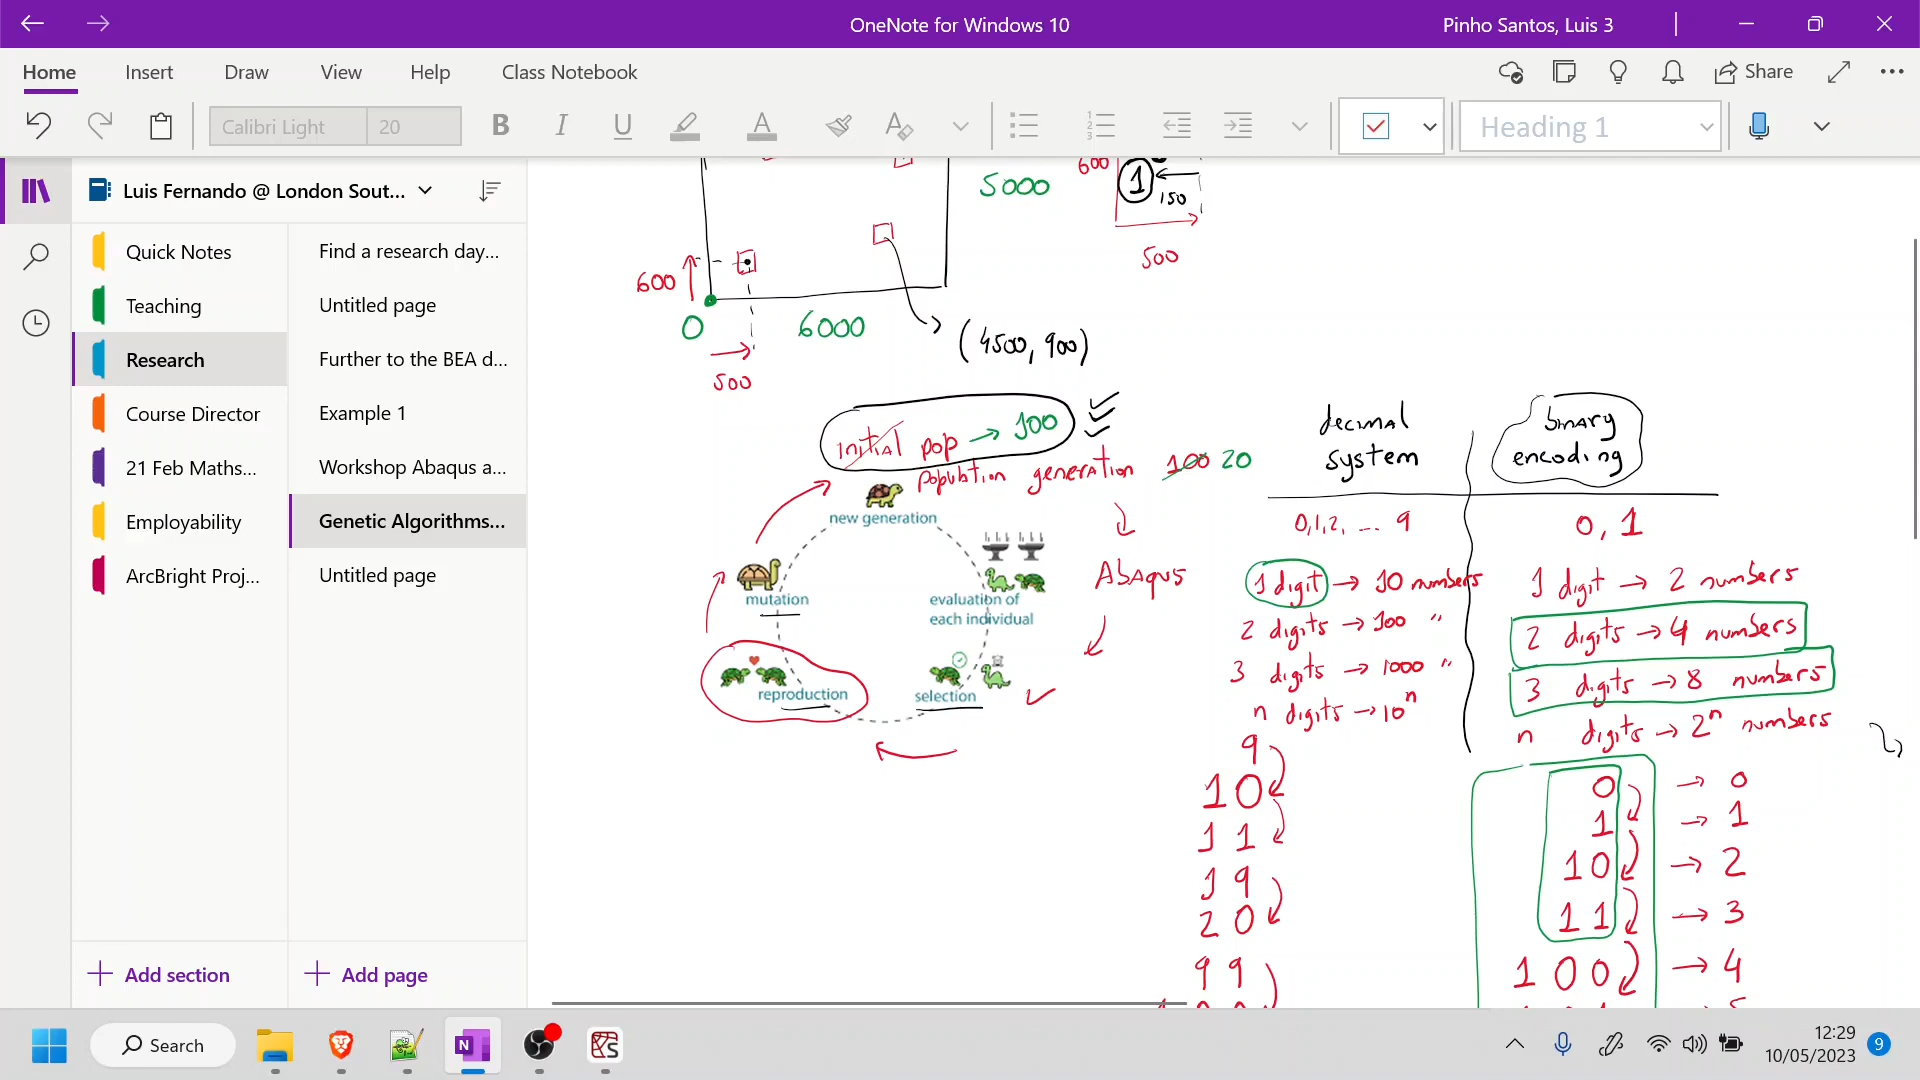 OneNote for Windows 10
Pinho Santos, Luis 3
Home
Insert
Draw
View
Help
Class Notebook
Share
Calibri Light
20
B
I
U
A
A
Heading 1
Luis Fernando @ London Sout...
Quick Notes
Teaching
Research
Course Director
21 Feb Maths...
Employability
ArcBright Proj...
Add section
Find a research day...
Untitled page
Further to the BEA d...
Example 1
Workshop Abaqus a...
Genetic Algorithms...
Untitled page
Add page
5000
600
1
150
500
600
0
6000
500
(4500, 900)
initial pop → 100
population generation 100 20
new generation
mutation
evaluation of
each individual
reproduction
selection
Abaqus
decimal
system
0,1,2, ... 9
1 digit → 10 numbers
2 digits → 100 "
3 digits → 1000 "
n digits → 10ⁿ
9
10
11
19
20
99
binary
encoding
0, 1
1 digit → 2 numbers
2 digits → 4 numbers
3 digits → 8 numbers
n digits → 2ⁿ numbers
0 → 0
1 → 1
10 → 2
11 → 3
100 → 4
Search
12:29
10/05/2023
9